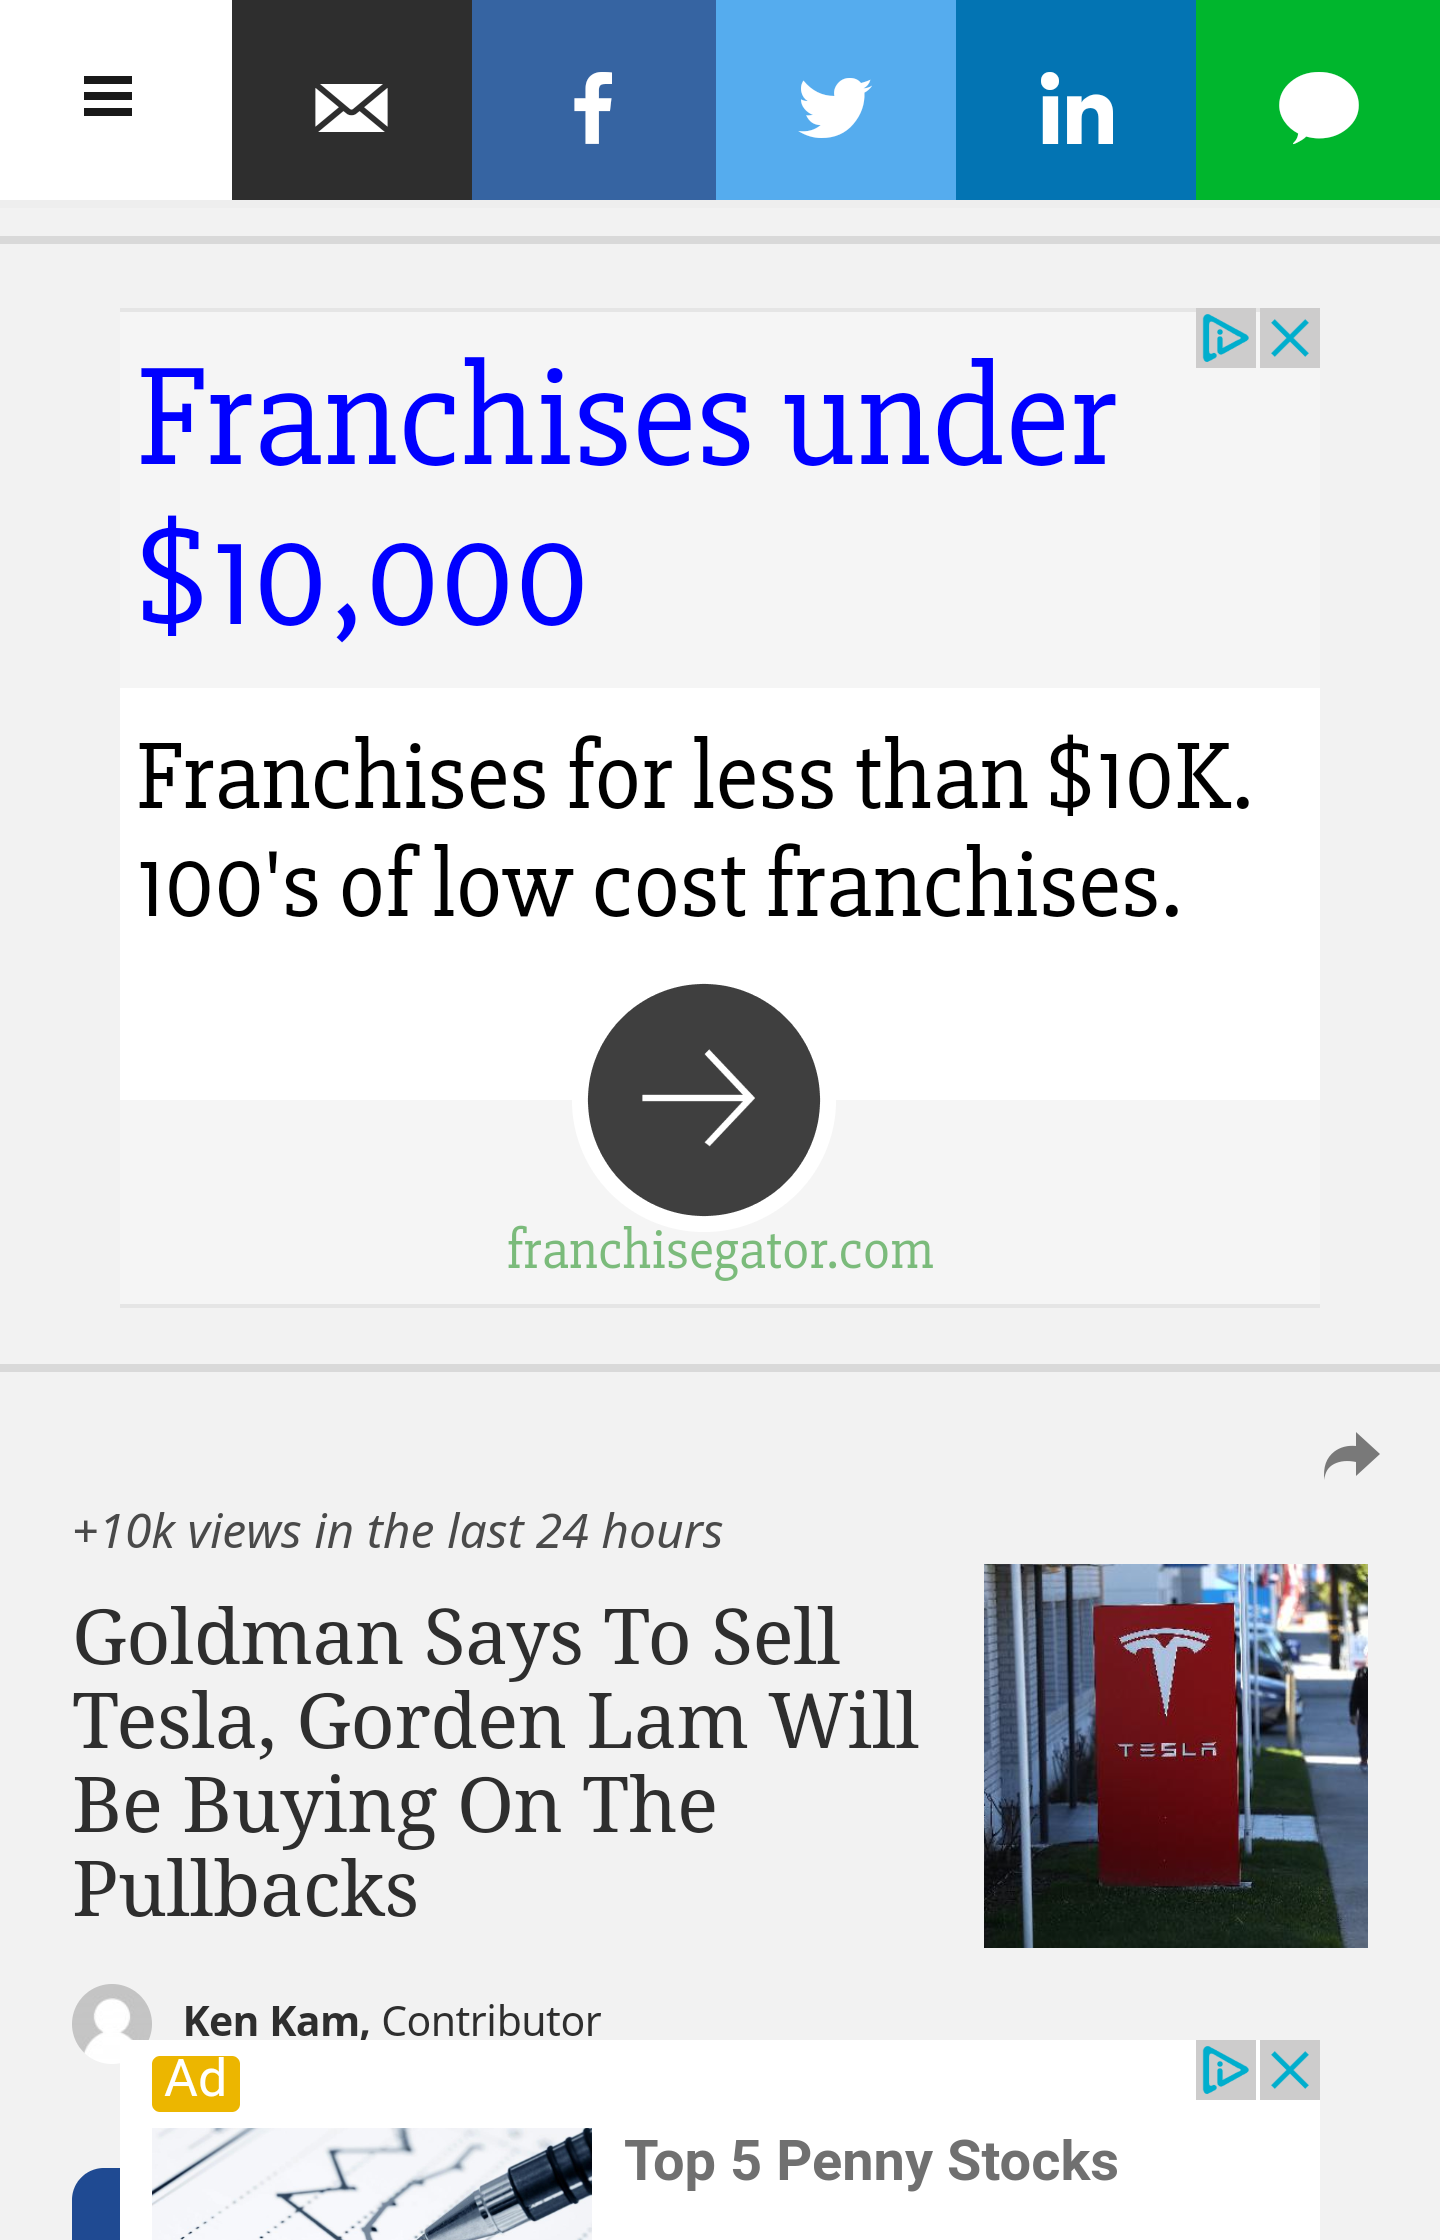 Franchises under
$10,000
Franchises for less than $10K.
100's of low cost franchises.
franchisegator.com
+10k views in the last 24 hours
Goldman Says To Sell
Tesla, Gorden Lam Will
Be Buying On The
Pullbacks
TESLA
Ken Kam, Contributor
Ad
Top 5 Penny Stocks